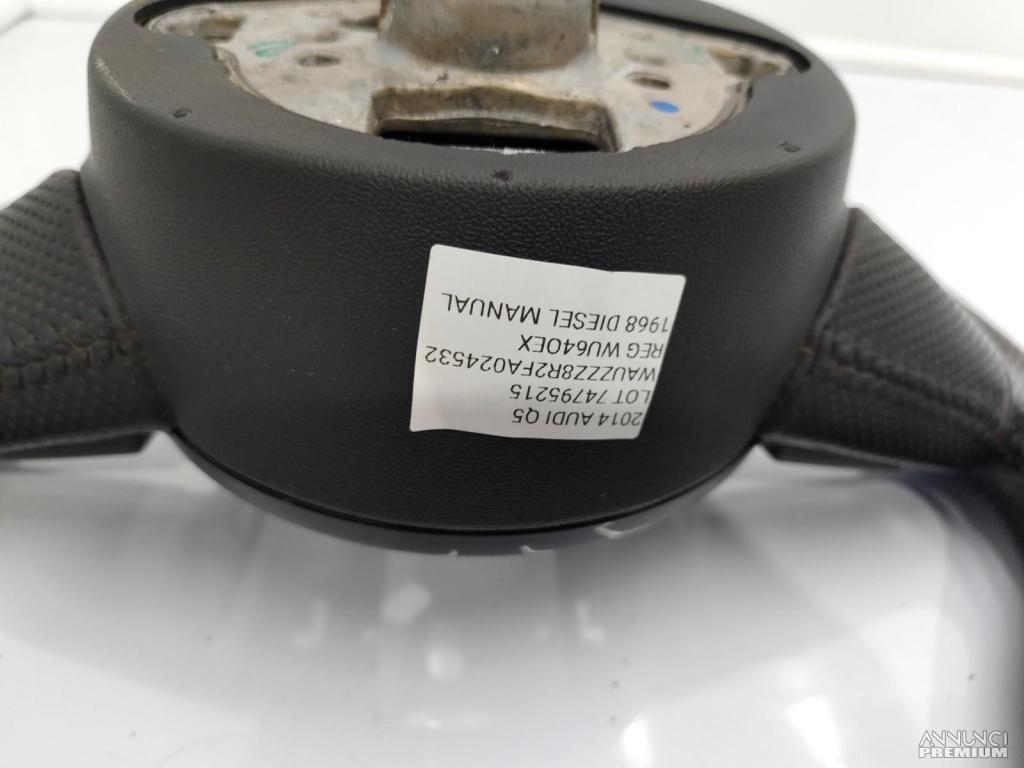 2014 AUDI Q5
LOT 74795215
WAUZZZ8R2FA024532
REG WU64OEX
1968 DIESEL MANUAL
ANNUNCI
PREMIUM